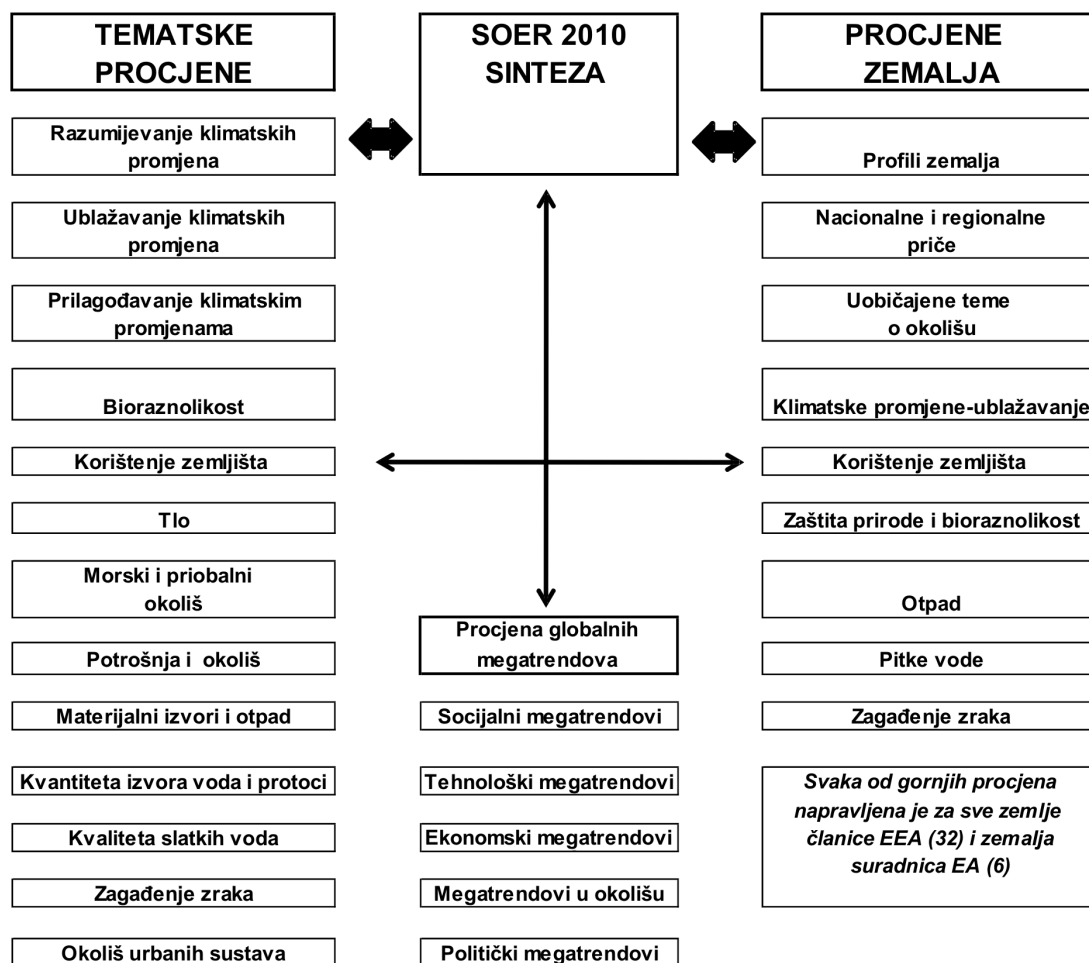 TEMATSKE
PROCJENE
Razumijevanje klimatskih
promjena
Ublažavanje klimatskih
promjena
Prilagođavanje klimatskim
promjenama
Bioraznolikost
Korištenje zemljišta
Tlo
Morski i priobalni
okoliš
Potrošnja i okoliš
Materijalni izvori i otpad
Kvantiteta izvora voda i protoci
Kvaliteta slatkih voda
Zagađenje zraka
Okoliš urbanih sustava
SOER 2010
SINTEZA
Procjena globalnih
megatrendova
Socijalni megatrendovi
Tehnološki megatrendovi
Ekonomski megatrendovi
Megatrendovi u okolišu
Politički megatrendovi
PROCJENE
ZEMALJA
Profili zemalja
Nacionalne i regionalne
priče
Uobičajene teme
o okolišu
Klimatske promjene-ublažavanje
Korištenje zemljišta
Zaštita prirode i bioraznolikost
Otpad
Pitke vode
Zagađenje zraka
Svaka od gornjih procjena
napravljena je za sve zemlje
članice EEA (32) i zemalja
suradnica EA (6)